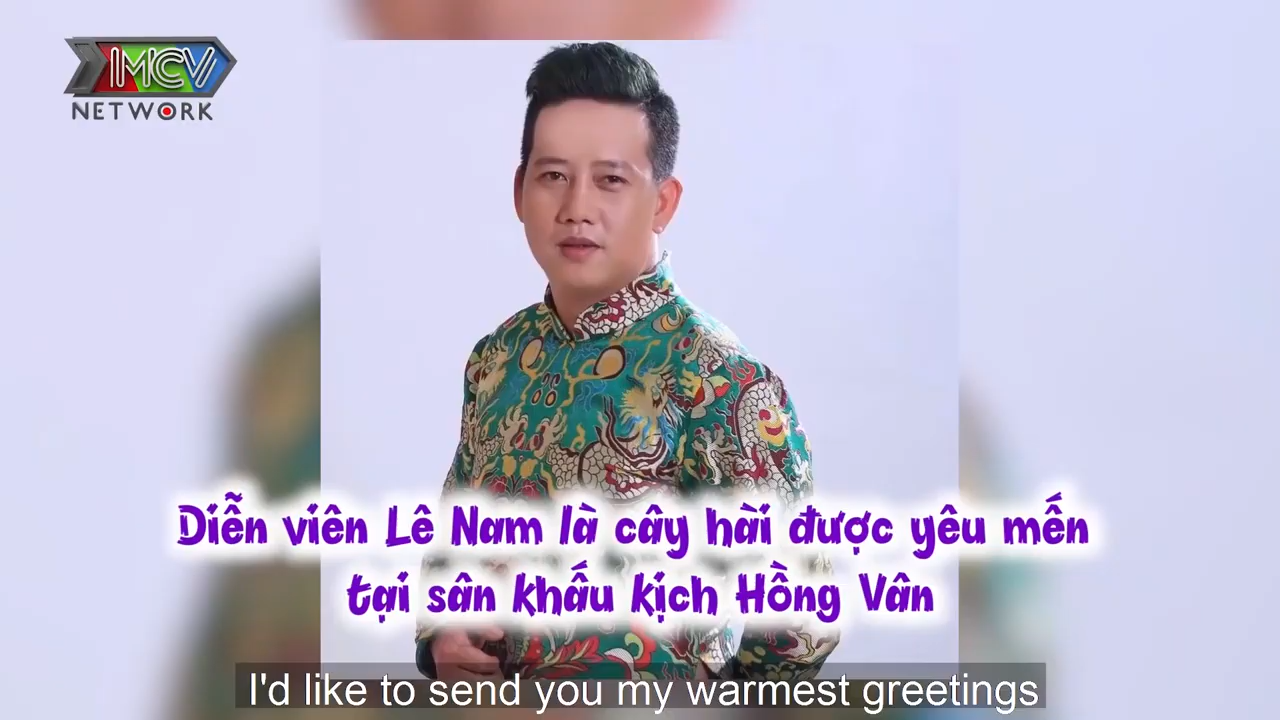 MCV
NETWORK
Diễn viên Lê Nam là cây hài được yêu mến
tại sân khấu kịch Hồng Vân
I'd like to send you my warmest greetings